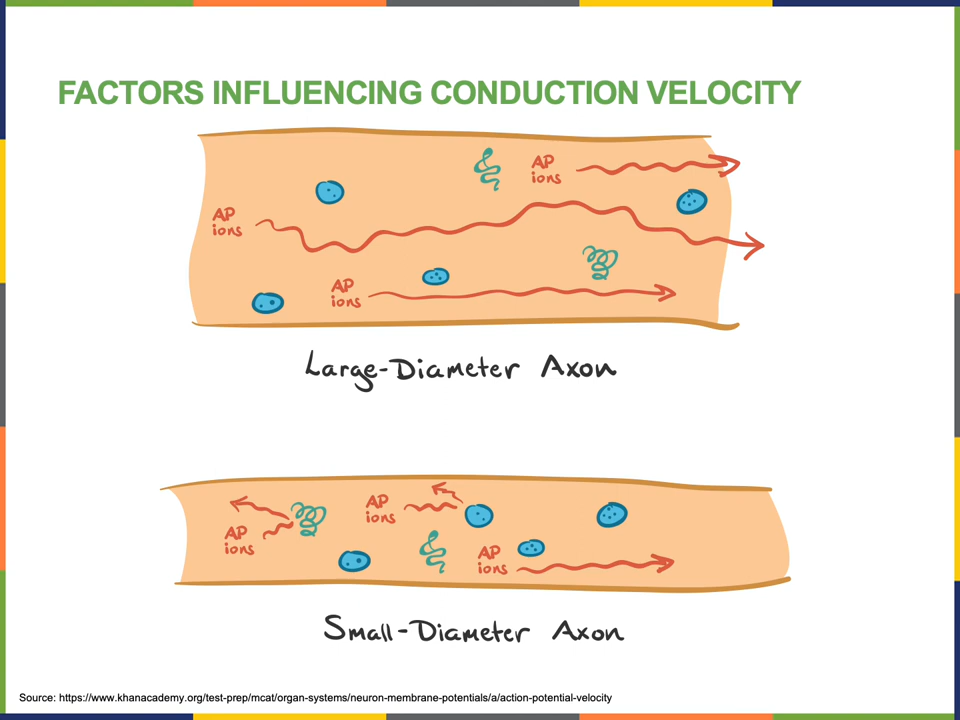 FACTORS INFLUENCING CONDUCTION VELOCITY
AP
ions
AP
ions
AP
ions
Large-Diameter Axon
AP
ions
AP
ions
AP
ions
Small-Diameter Axon
Source: https://www.khanacademy.org/test-prep/mcat/organ-systems/neuron-membrane-potentials/a/action-potential-velocity